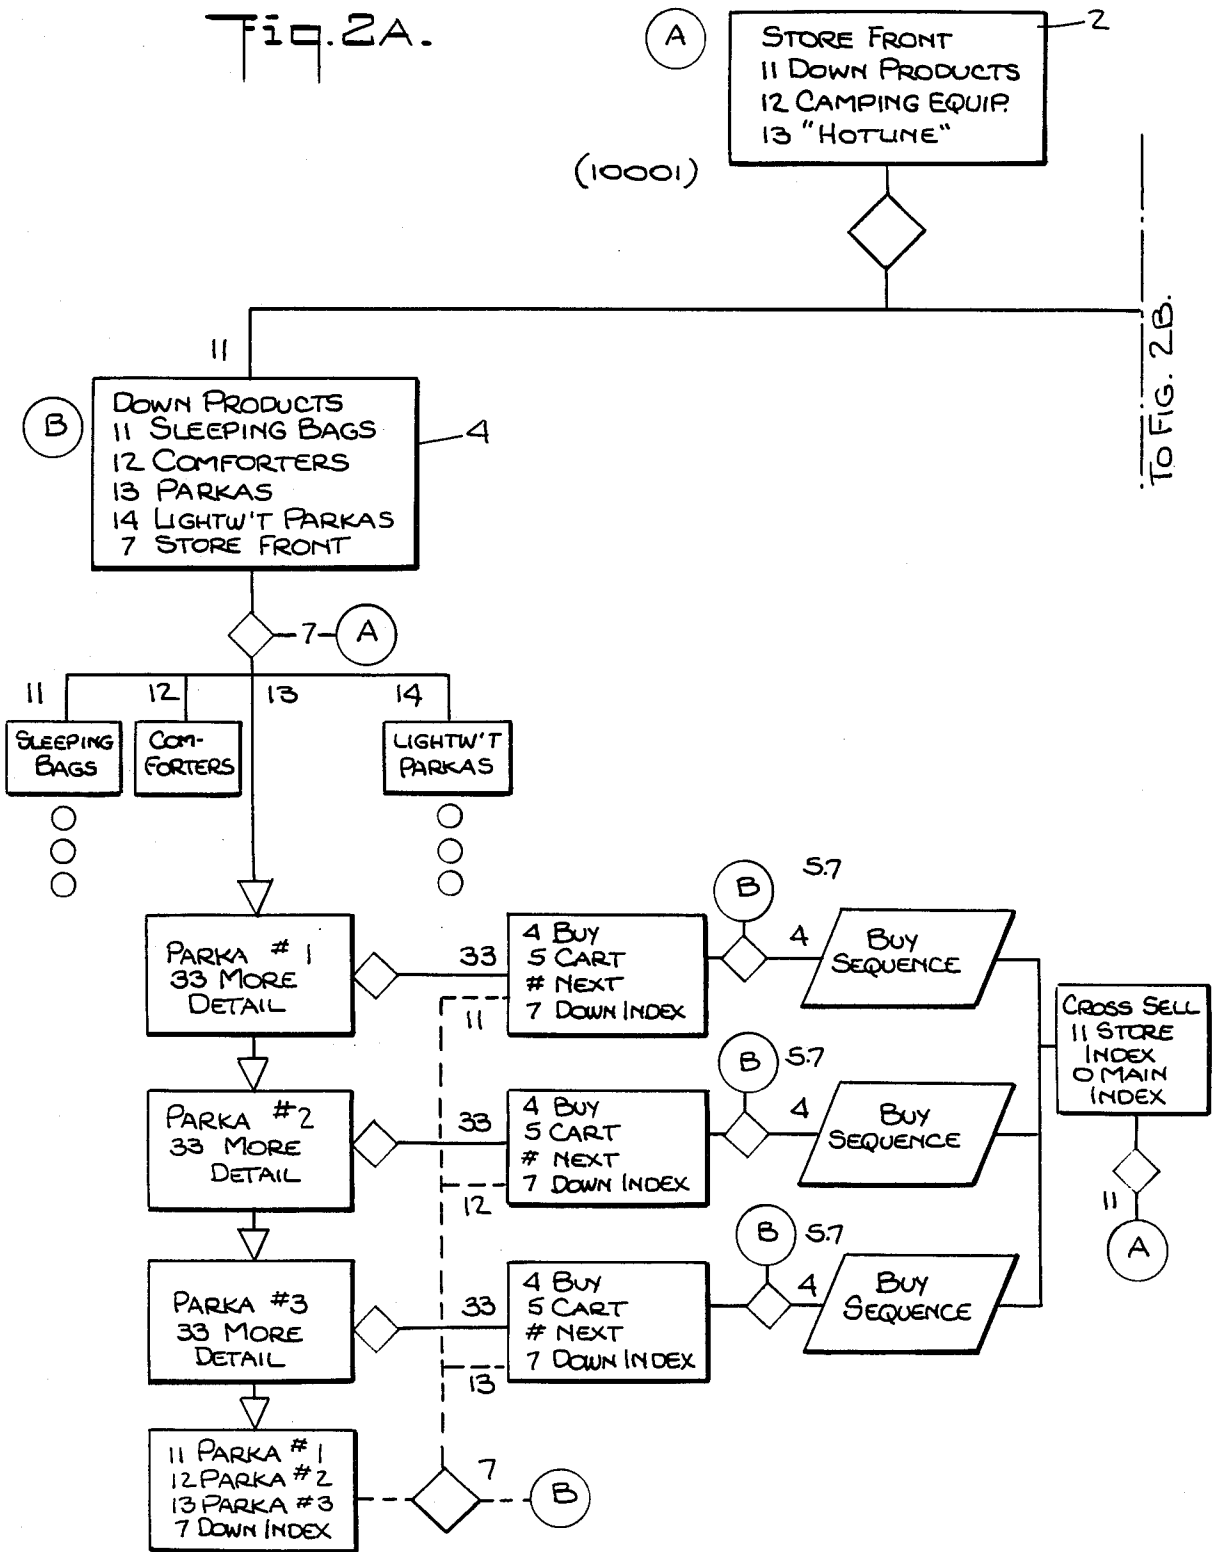 Fig. 2A.
A
2
STORE FRONT
11 DOWN PRODUCTS
12 CAMPING EQUIP.
13 "HOTLINE"
(10001)
TO FIG. 2B.
11
B
DOWN PRODUCTS
11 SLEEPING BAGS
12 COMFORTERS
13 PARKAS
14 LIGHTW'T PARKAS
7 STORE FRONT
4
7
A
11
12
13
14
SLEEPING
BAGS
COM-
FORTERS
LIGHTW'T
PARKAS
PARKA #1
33 MORE
DETAIL
33
11
4 BUY
5 CART
# NEXT
7 DOWN INDEX
B
5.7
4
BUY
SEQUENCE
CROSS SELL
11 STORE
INDEX
0 MAIN
INDEX
11
A
PARKA #2
33 MORE
DETAIL
33
12
4 BUY
5 CART
# NEXT
7 DOWN INDEX
B
5.7
4
BUY
SEQUENCE
PARKA #3
33 MORE
DETAIL
33
13
4 BUY
5 CART
# NEXT
7 DOWN INDEX
B
5.7
4
BUY
SEQUENCE
11 PARKA #1
12 PARKA #2
13 PARKA #3
7 DOWN INDEX
7
B